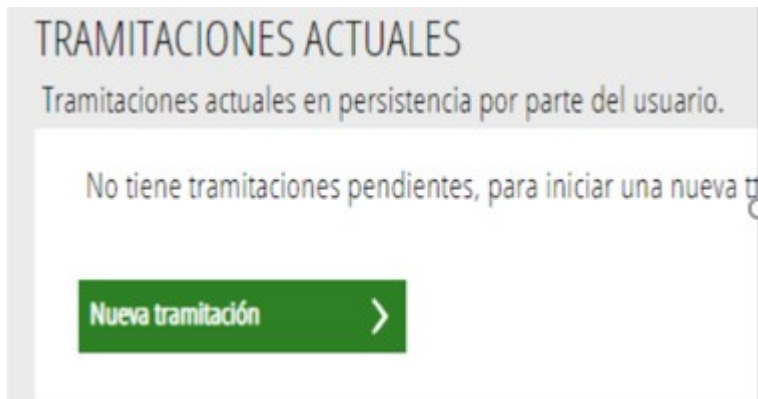 TRAMITACIONES ACTUALES
Tramitaciones actuales en persistencia por parte del usuario.
No tiene tramitaciones pendientes, para iniciar una nueva
Nueva tramitación